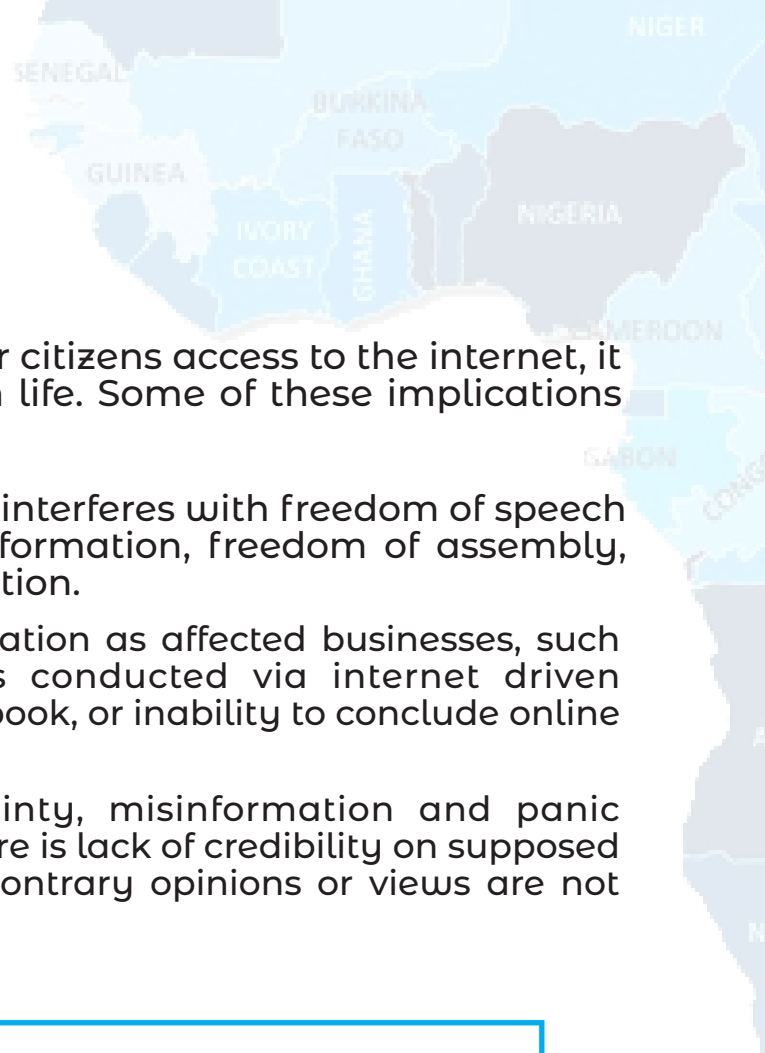 NIGER
SENEGAL
BURKINA
FASO
GUINEA
NIGERIA
IVORY
COAST
GHANA
CAMEROON
r citizens access to the internet, it
life. Some of these implications
GABON
CONGO
interferes with freedom of speech
formation, freedom of assembly,
tion.
ation as affected businesses, such
s conducted via internet driven
book, or inability to conclude online
A
inty, misinformation and panic
re is lack of credibility on supposed
ontrary opinions or views are not
N